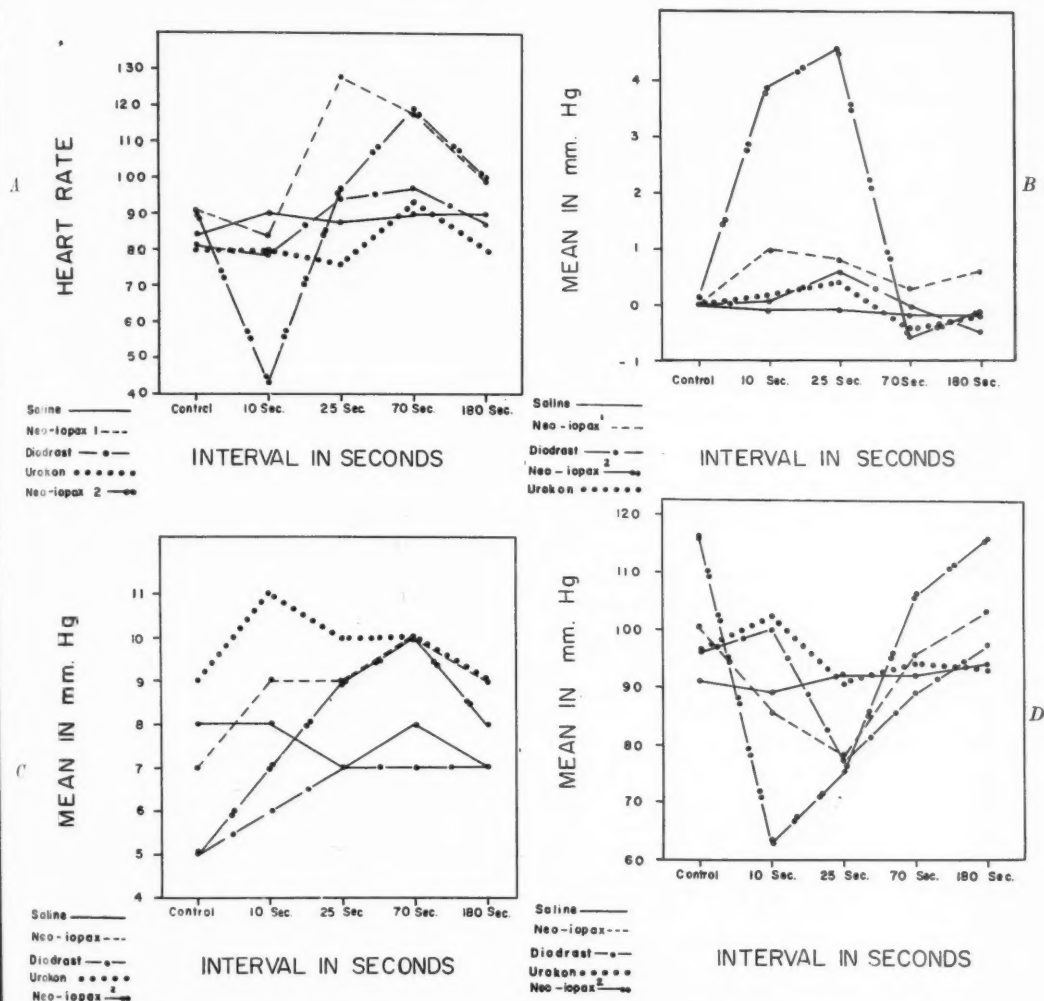 A
HEART RATE
130
120
110
100
90
80
70
60
50
40
Control 10 Sec. 25 Sec. 70 Sec. 180 Sec.
Saline
Neo-iopax 1
Diodrast
Urokon
Neo-iopax 2
INTERVAL IN SECONDS
B
MEAN IN mm. Hg
4
3
2
1
0
- 1
Control 10 Sec. 25 Sec. 70 Sec. 180 Sec.
Saline
Neo-iopax 1
Diodrast
Neo-iopax 2
Urokon
INTERVAL IN SECONDS
C
MEAN IN mm. Hg
11
10
9
8
7
6
5
4
Control 10 Sec. 25 Sec. 70 Sec. 180 Sec.
Saline
Neo-iopax
Diodrast
Urokon
Neo-iopax 2
INTERVAL IN SECONDS
D
MEAN IN mm. Hg
120
110
100
90
80
70
60
Control 10 Sec. 25 Sec. 70 Sec. 180 Sec.
Saline
Neo-iopax
Diodrast
Urokon
Neo-iopax 2
INTERVAL IN SECONDS